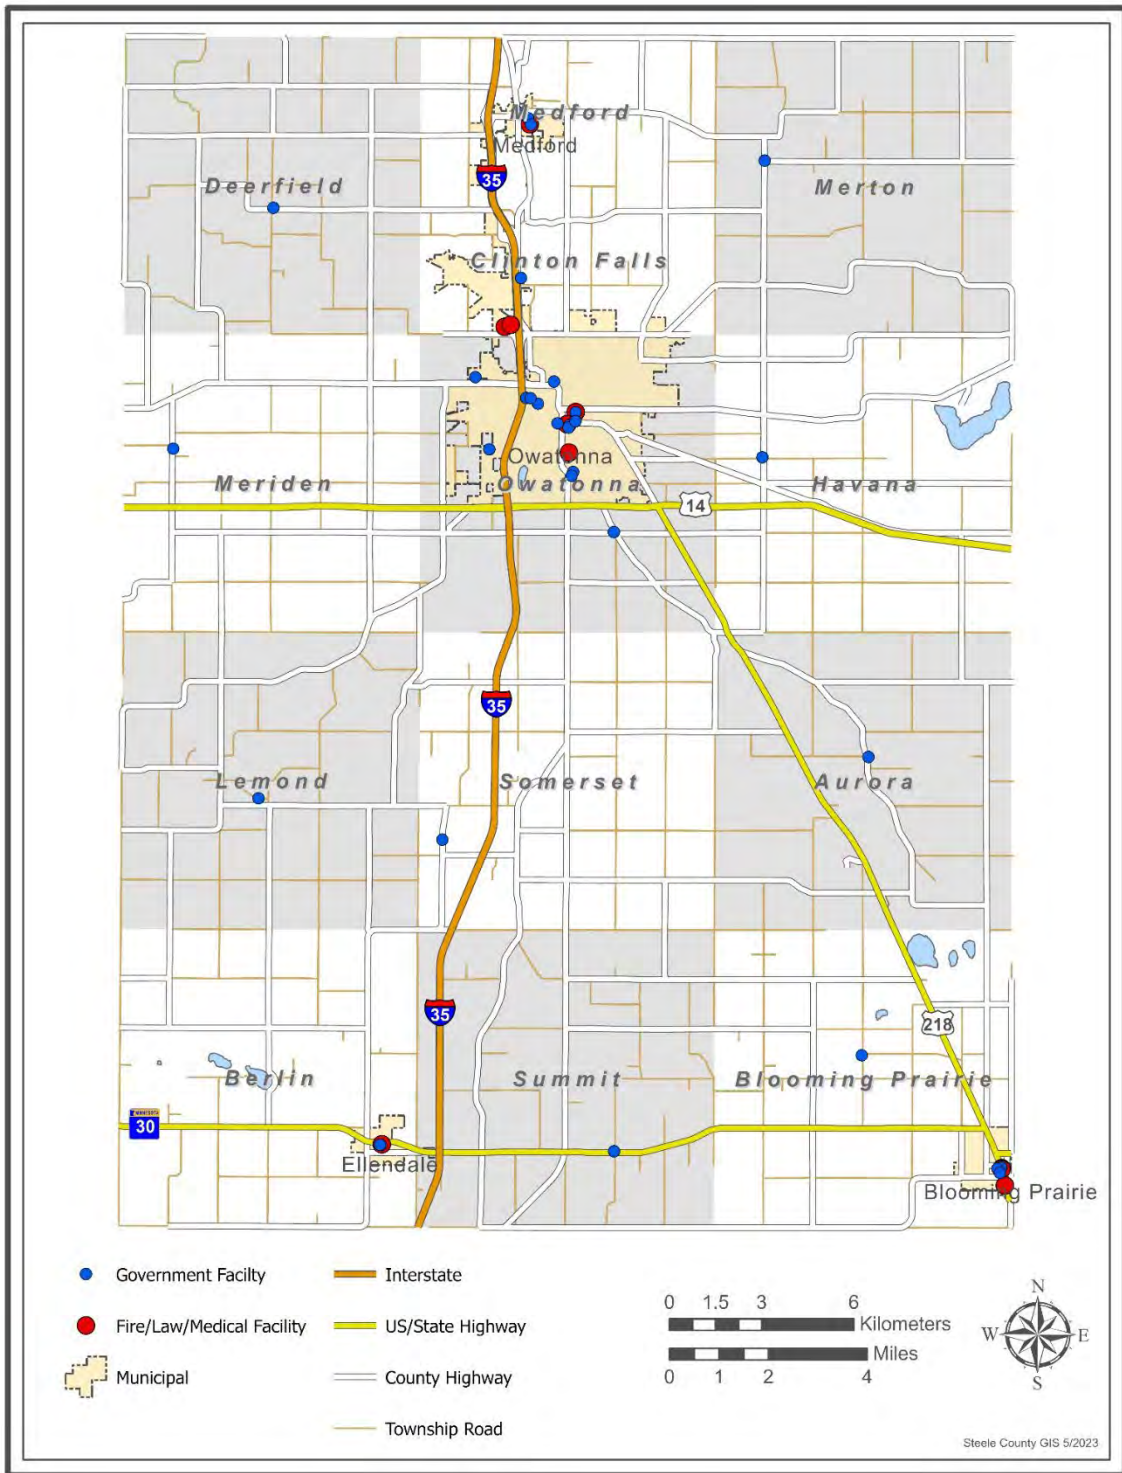 Medford
Medford
35
Deerfield
Merton
Clinton Falls
Owatonna
Meriden
Owatonna
Havana
14
35
Lemond
Somerset
Aurora
35
218
Berlin
Summit
Blooming Prairie
MINNESOTA
30
Ellendale
Blooming Prairie
Government Facilty
Interstate
Fire/Law/Medical Facility
US/State Highway
Municipal
County Highway
Township Road
0 1.5 3 6
Kilometers
Miles
0 1 2 4
N
W E
S
Steele County GIS 5/2023